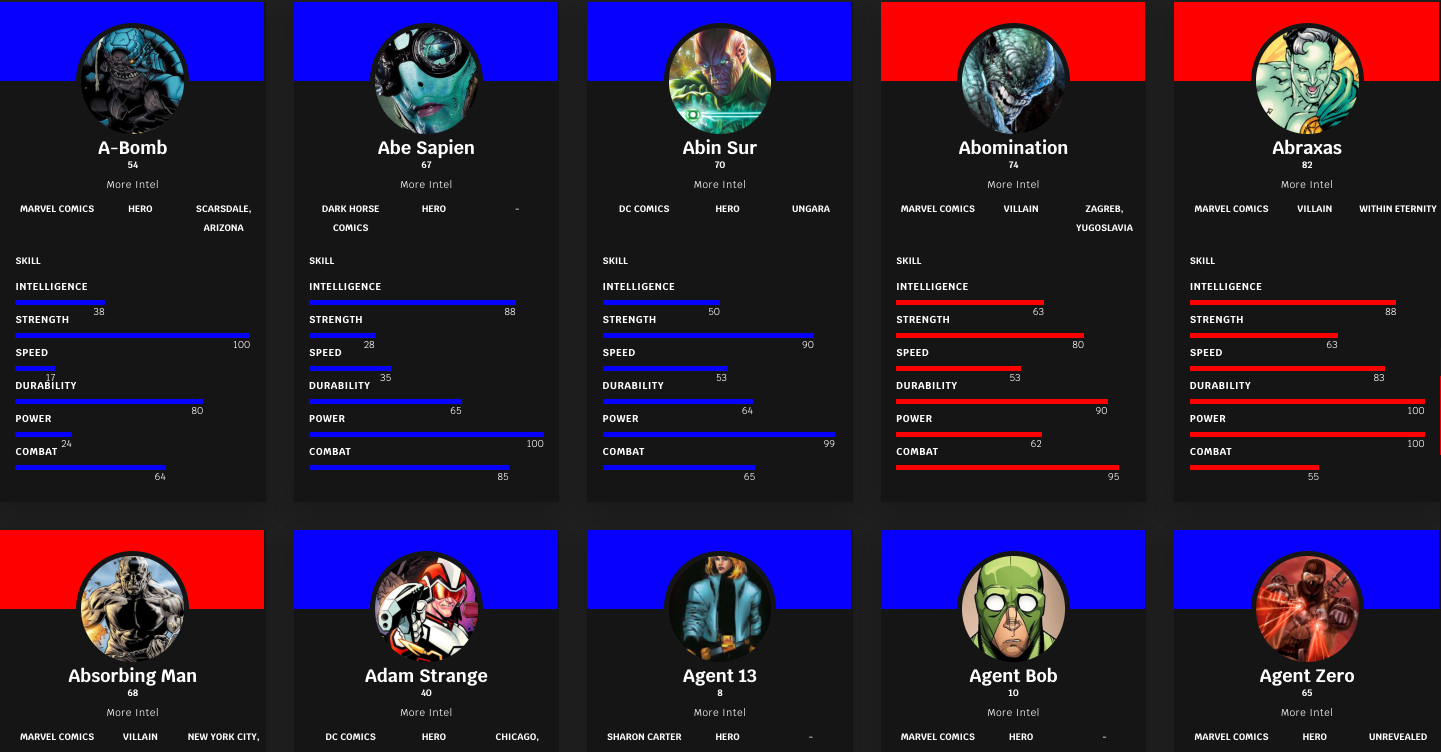 A-Bomb
54
More Intel
MARVEL COMICS HERO SCARSDALE,
ARIZONA
SKILL
INTELLIGENCE
38
STRENGTH
100
SPEED
17
DURABILITY
80
POWER
24
COMBAT
64
Abe Sapien
67
More Intel
DARK HORSE HERO -
COMICS
SKILL
INTELLIGENCE
88
STRENGTH
28
SPEED
35
DURABILITY
65
POWER
100
COMBAT
85
Abin Sur
70
More Intel
DC COMICS HERO UNGARA
SKILL
INTELLIGENCE
50
STRENGTH
90
SPEED
53
DURABILITY
64
POWER
99
COMBAT
65
Abomination
74
More Intel
MARVEL COMICS VILLAIN ZAGREB,
YUGOSLAVIA
SKILL
INTELLIGENCE
63
STRENGTH
80
SPEED
53
DURABILITY
90
POWER
62
COMBAT
95
Abraxas
82
More Intel
MARVEL COMICS VILLAIN WITHIN ETERNITY
SKILL
INTELLIGENCE
88
STRENGTH
63
SPEED
83
DURABILITY
100
POWER
100
COMBAT
55
Absorbing Man
68
More Intel
MARVEL COMICS VILLAIN NEW YORK CITY,
Adam Strange
40
More Intel
DC COMICS HERO CHICAGO,
Agent 13
8
More Intel
SHARON CARTER HERO -
Agent Bob
10
More Intel
MARVEL COMICS HERO -
Agent Zero
65
More Intel
MARVEL COMICS HERO UNREVEALED